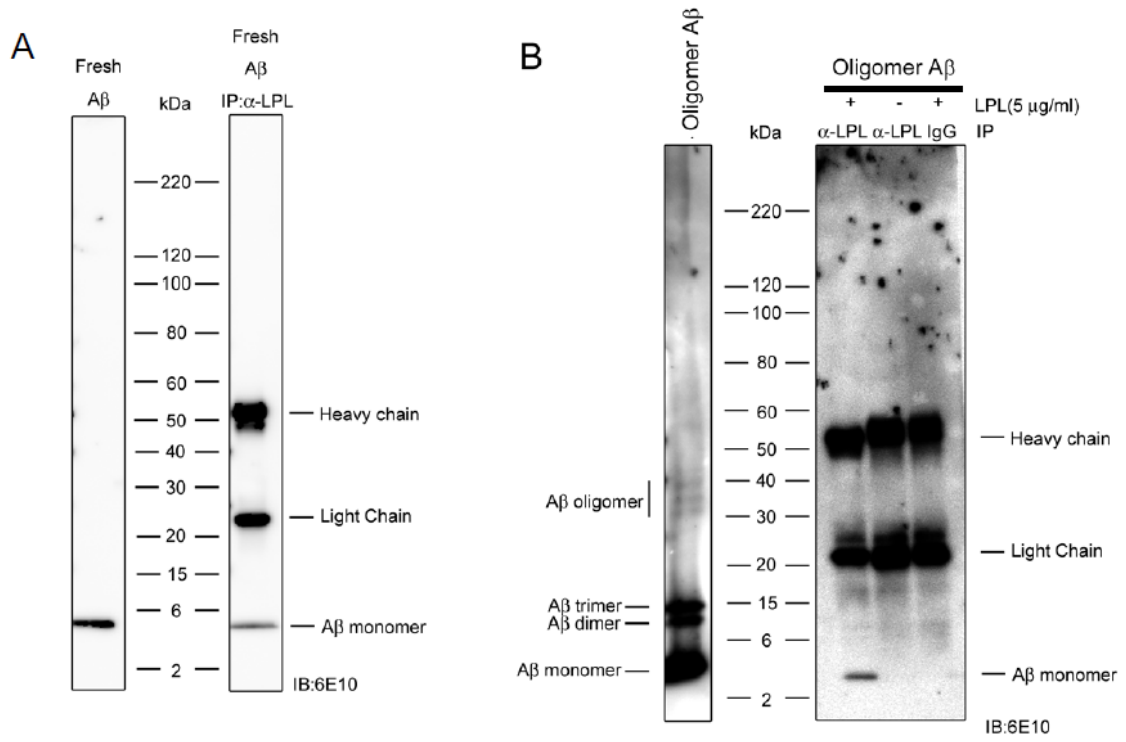 A
Fresh
Aβ
kDa
Fresh
Aβ
IP:α-LPL
220
120
100
80
60
50
40
30
20
15
6
2
Heavy chain
Light Chain
Aβ monomer
IB:6E10
B
Oligomer Aβ
kDa
Oligomer Aβ
+ - + LPL(5 μg/ml)
α-LPL α-LPL IgG IP
220
120
100
80
60
50
40
30
20
15
6
2
Aβ oligomer
Aβ trimer
Aβ dimer
Aβ monomer
Heavy chain
Light Chain
Aβ monomer
IB:6E10